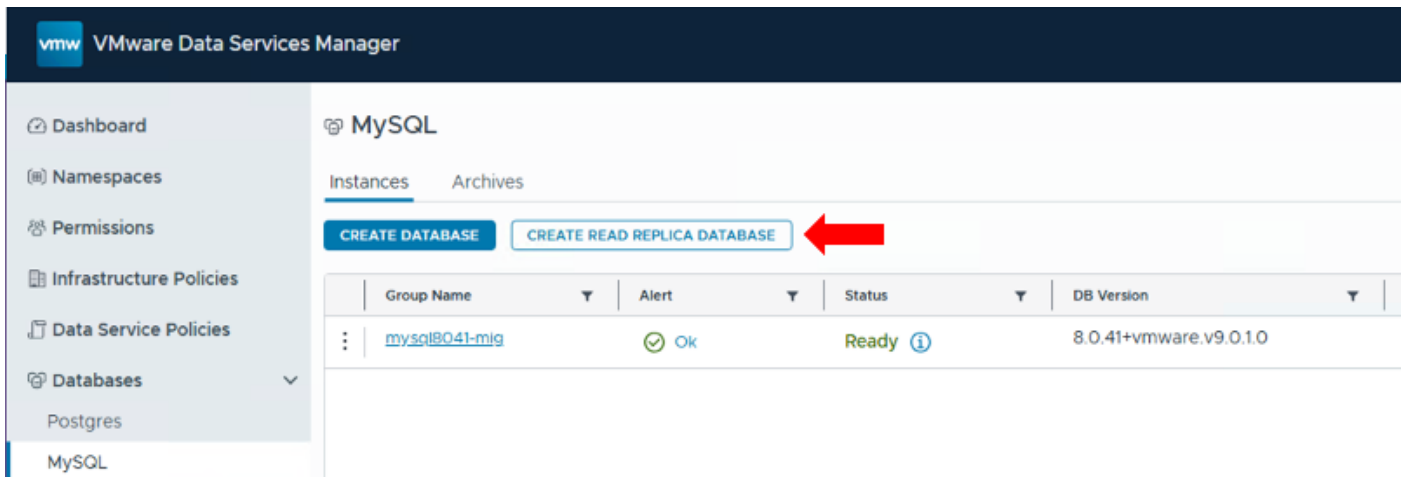 vmw VMware Data Services Manager
Dashboard
Namespaces
Permissions
Infrastructure Policies
Data Service Policies
Databases
Postgres
MySQL
MySQL
Instances Archives
CREATE DATABASE CREATE READ REPLICA DATABASE
Group Name Alert Status DB Version
mysql8041-mig Ok Ready 8.0.41+vmware.v9.0.1.0